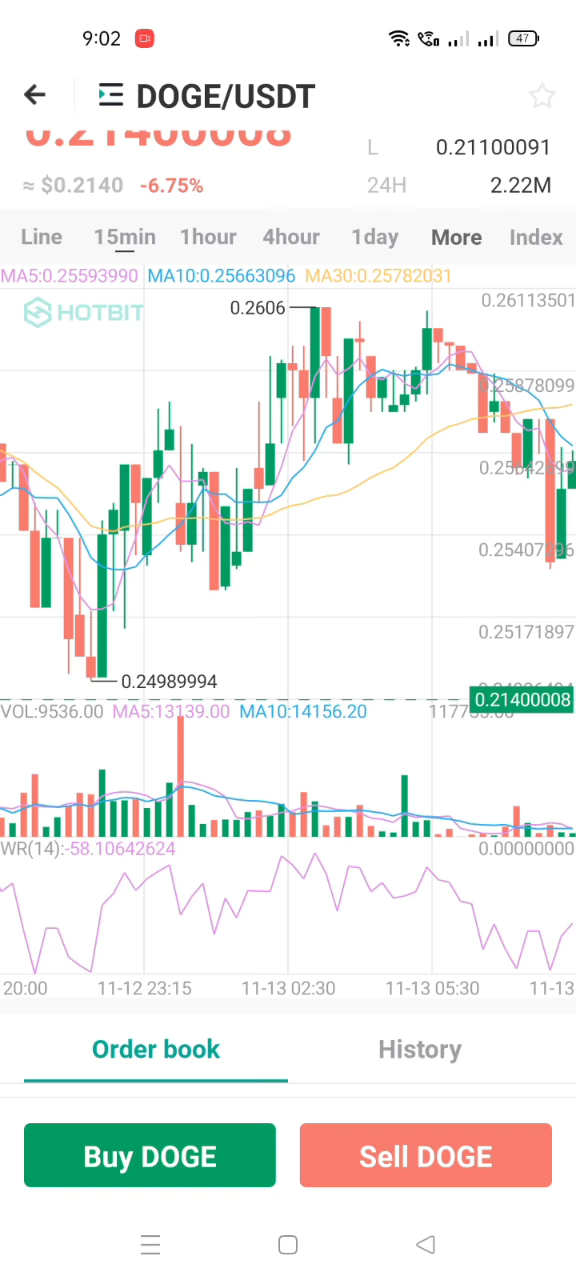 9:02
47
DOGE/USDT
0.21400008
L 0.21100091
≈ $0.2140 -6.75%
24H 2.22M
Line 15min 1hour 4hour 1day More Index
MA5:0.25593990 MA10:0.25663096 MA30:0.25782031
0.26113501
HOTBIT
0.2606
0.25878099
0.25171897
0.24989994
0.21400008
VOL:9536.00 MA5:13139.00 MA10:14156.20
WR(14):-58.10642624 0.00000000
20:00 11-12 23:15 11-13 02:30 11-13 05:30 11-13
Order book History
Buy DOGE Sell DOGE